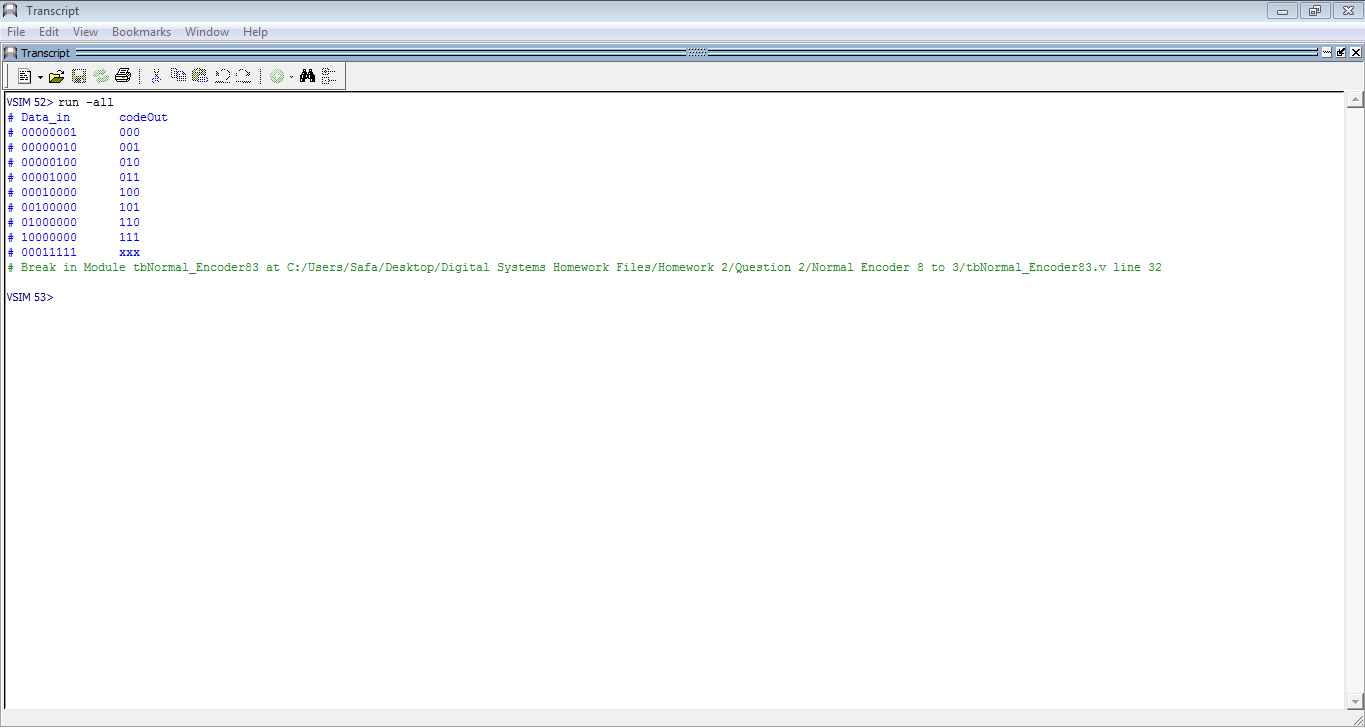 Transcript
File Edit View Bookmarks Window Help
Transcript
VSIM 52> run -all
# Data_in codeOut
# 00000001 000
# 00000010 001
# 00000100 010
# 00001000 011
# 00010000 100
# 00100000 101
# 01000000 110
# 10000000 111
# 00011111 xxx
# Break in Module tbNormal_Encoder83 at C:/Users/Safa/Desktop/Digital Systems Homework Files/Homework 2/Question 2/Normal Encoder 8 to 3/tbNormal_Encoder83.v line 32
VSIM 53>